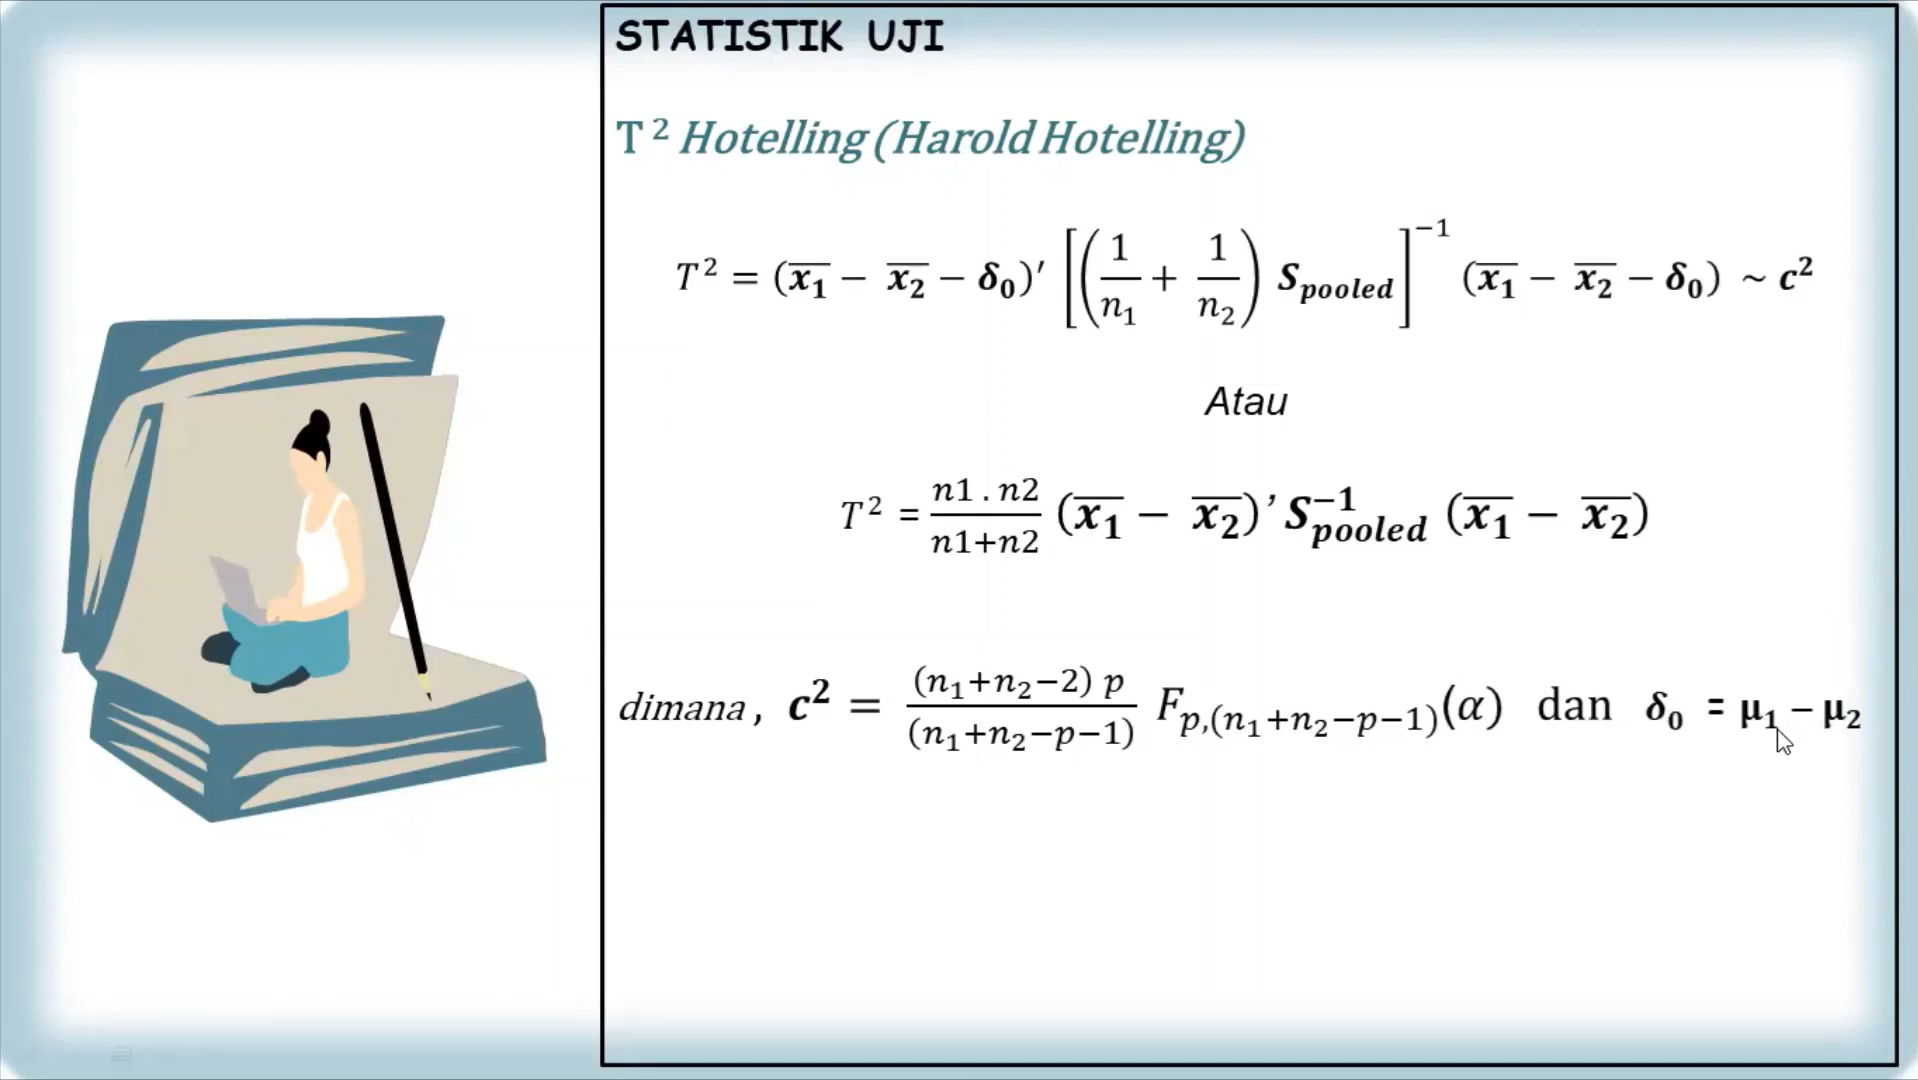 STATISTIK UJI
T² Hotelling (Harold Hotelling)
T² = (x̄₁ − x̄₂ − δ₀)′ [(1/n₁ + 1/n₂) S_pooled]⁻¹ (x̄₁ − x̄₂ − δ₀) ~ c²
Atau
T² = (n1 . n2)/(n1+n2) (x̄₁ − x̄₂)′ S⁻¹_pooled (x̄₁ − x̄₂)
dimana, c² = ((n₁+n₂−2) p)/((n₁+n₂−p−1)) F_p,(n₁+n₂−p−1)(α) dan δ₀ = μ₁ − μ₂